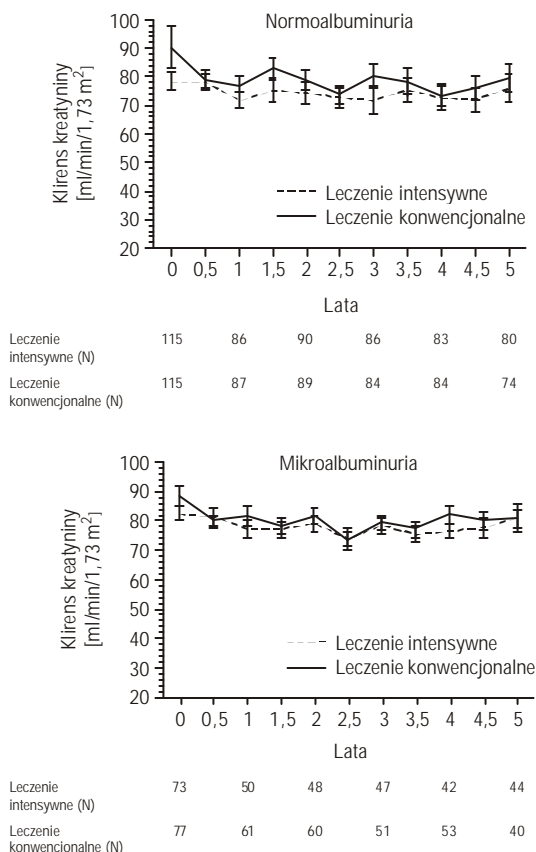 Normoalbuminuria
Klirens kreatyniny
[ml/min/1,73 m²]
100
90
80
70
60
50
40
30
20
Leczenie intensywne
Leczenie konwencjonalne
0 0,5 1 1,5 2 2,5 3 3,5 4 4,5 5
Lata
Leczenie
intensywne (N) 115 86 90 86 83 80
Leczenie
konwencjonalne (N) 115 87 89 84 84 74
Mikroalbuminuria
Klirens kreatyniny
[ml/min/1,73 m²]
100
90
80
70
60
50
40
30
20
Leczenie intensywne
Leczenie konwencjonalne
0 0,5 1 1,5 2 2,5 3 3,5 4 4,5 5
Lata
Leczenie
intensywne (N) 73 50 48 47 42 44
Leczenie
konwencjonalne (N) 77 61 60 51 53 40